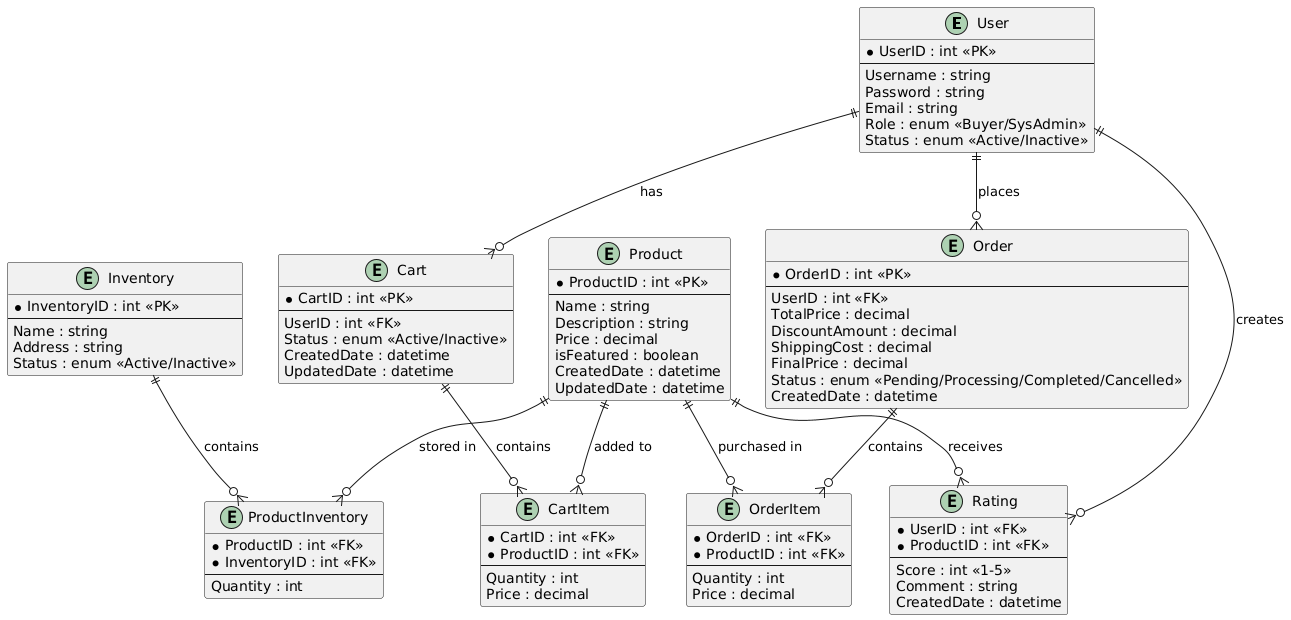 E User
* UserID : int «PK»
Username : string
Password : string
Email : string
Role : enum «Buyer/SysAdmin»
Status : enum «Active/Inactive»
has
places
creates
E Inventory
* InventoryID : int «PK»
Name : string
Address : string
Status : enum «Active/Inactive»
E Cart
* CartID : int «PK»
UserID : int «FK»
Status : enum «Active/Inactive»
CreatedDate : datetime
UpdatedDate : datetime
E Product
* ProductID : int «PK»
Name : string
Description : string
Price : decimal
isFeatured : boolean
CreatedDate : datetime
UpdatedDate : datetime
E Order
* OrderID : int «PK»
UserID : int «FK»
TotalPrice : decimal
DiscountAmount : decimal
ShippingCost : decimal
FinalPrice : decimal
Status : enum «Pending/Processing/Completed/Cancelled»
CreatedDate : datetime
contains
stored in
contains
added to
purchased in
contains
receives
E ProductInventory
* ProductID : int «FK»
* InventoryID : int «FK»
Quantity : int
E CartItem
* CartID : int «FK»
* ProductID : int «FK»
Quantity : int
Price : decimal
E OrderItem
* OrderID : int «FK»
* ProductID : int «FK»
Quantity : int
Price : decimal
E Rating
* UserID : int «FK»
* ProductID : int «FK»
Score : int «1-5»
Comment : string
CreatedDate : datetime